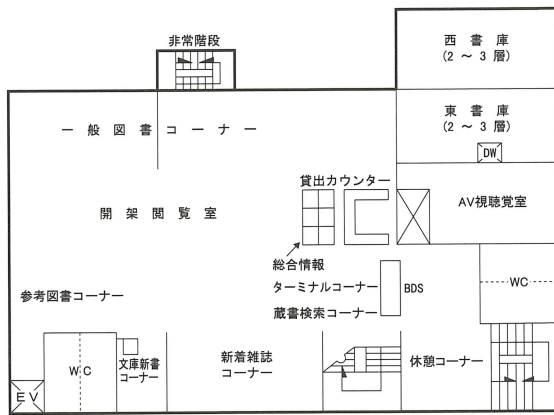 非常階段
西書庫
(2～3層)
一般図書コーナー
東書庫
(2～3層)
DW
貸出カウンター
開架閲覧室
AV視聴覚室
総合情報
ターミナルコーナー
BDS
WC
参考図書コーナー
蔵書検索コーナー
文庫新書
コーナー
新着雑誌
コーナー
休憩コーナー
WC
EV